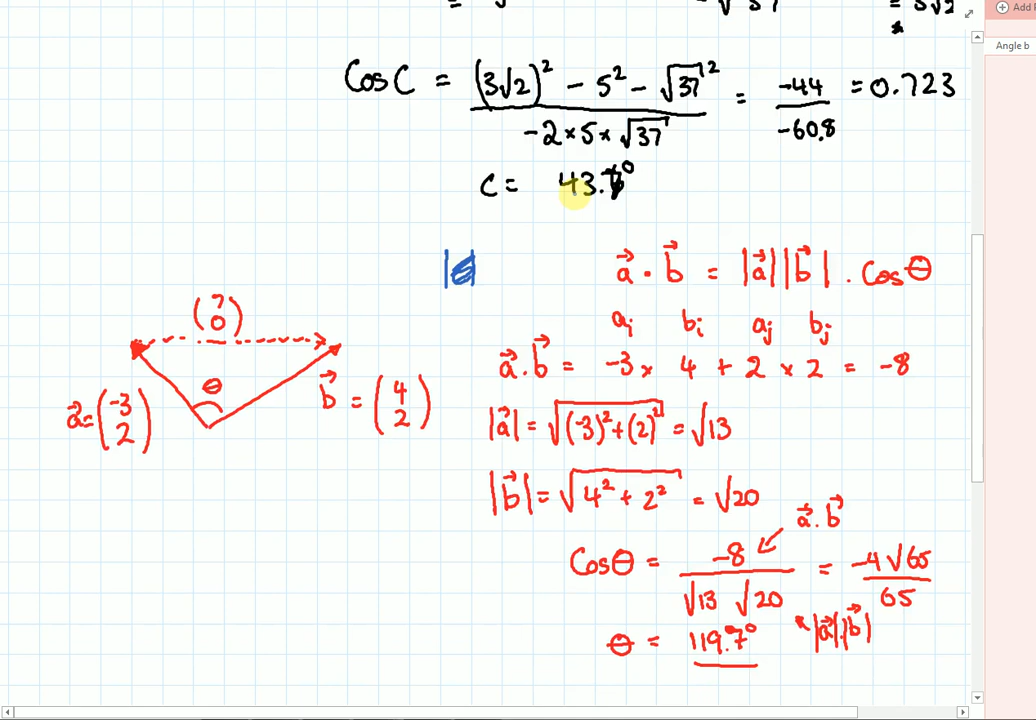 Add
Angle b
Cos C = (3√2)² − 5² − √37² / −2×5×√37 = −44 / −60.8 = 0.723
C = 43.
a⃗ · b⃗ = |a⃗||b⃗| . Cosθ
(7 0)
ai bi aj bj
a⃗ . b⃗ = −3 × 4 + 2 × 2 = −8
θ
a⃗ = (−3 2)
b⃗ = (4 2)
|a⃗| = √(−3)² + (2)² = √13
|b⃗| = √4² + 2² = √20
a⃗ . b⃗
Cosθ = −8 / √13 √20 = −4√65 / 65
θ = 119.7°
|a⃗|.|b⃗|